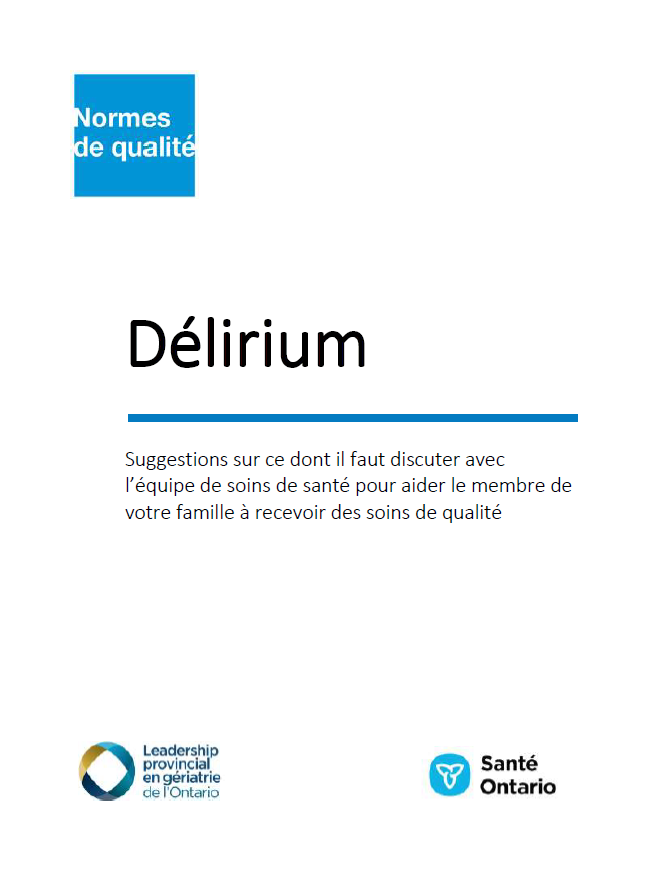 Normes
de qualité
Délirium
Suggestions sur ce dont il faut discuter avec
l’équipe de soins de santé pour aider le membre de
votre famille à recevoir des soins de qualité
Leadership
provincial
en gériatrie
de l'Ontario
Santé
Ontario